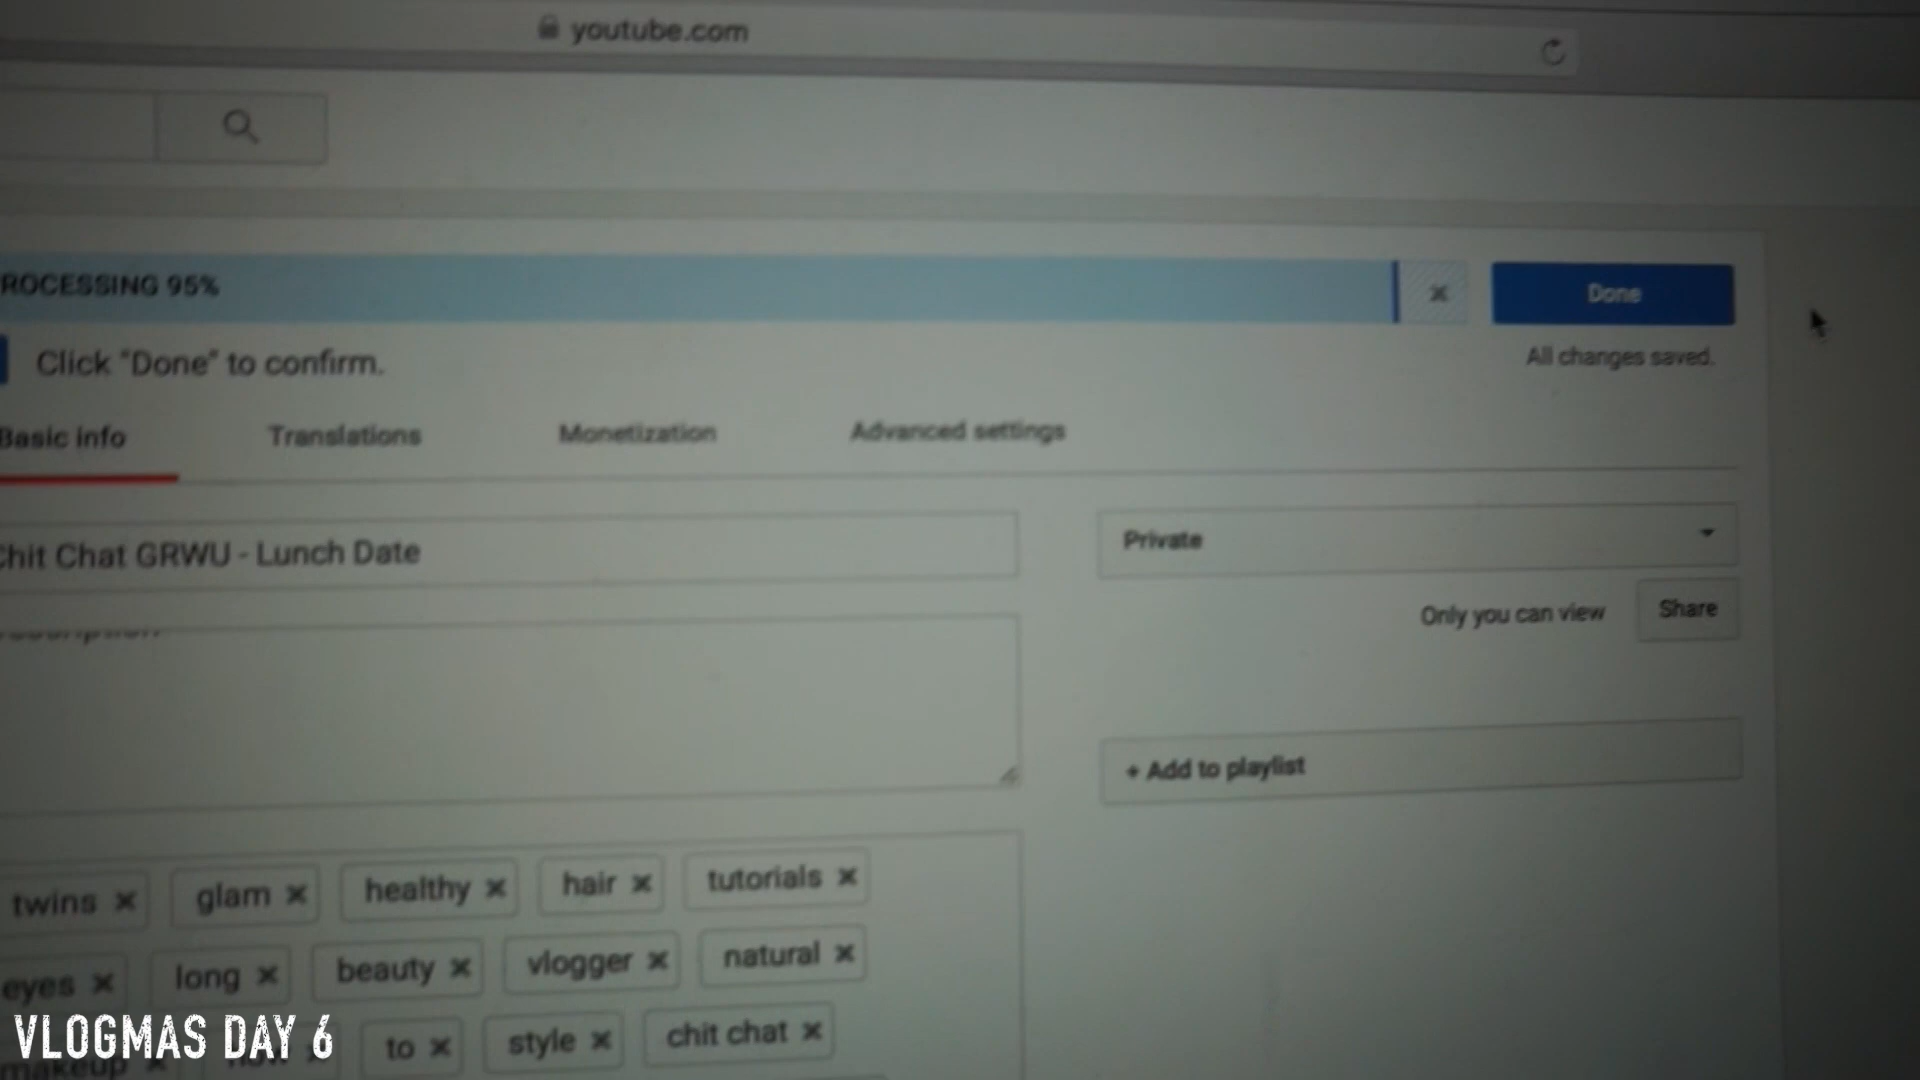 youtube.com
ROCESSING 95%
Done
Click "Done" to confirm.
All changes saved.
Basic info Translations Monetization Advanced settings
Chit Chat GRWU - Lunch Date
Private
Only you can view Share
+ Add to playlist
twins × glam × healthy × hair × tutorials ×
eyes × long × beauty × vlogger × natural ×
makeup × how × to × style × chit chat ×
VLOGMAS DAY 6